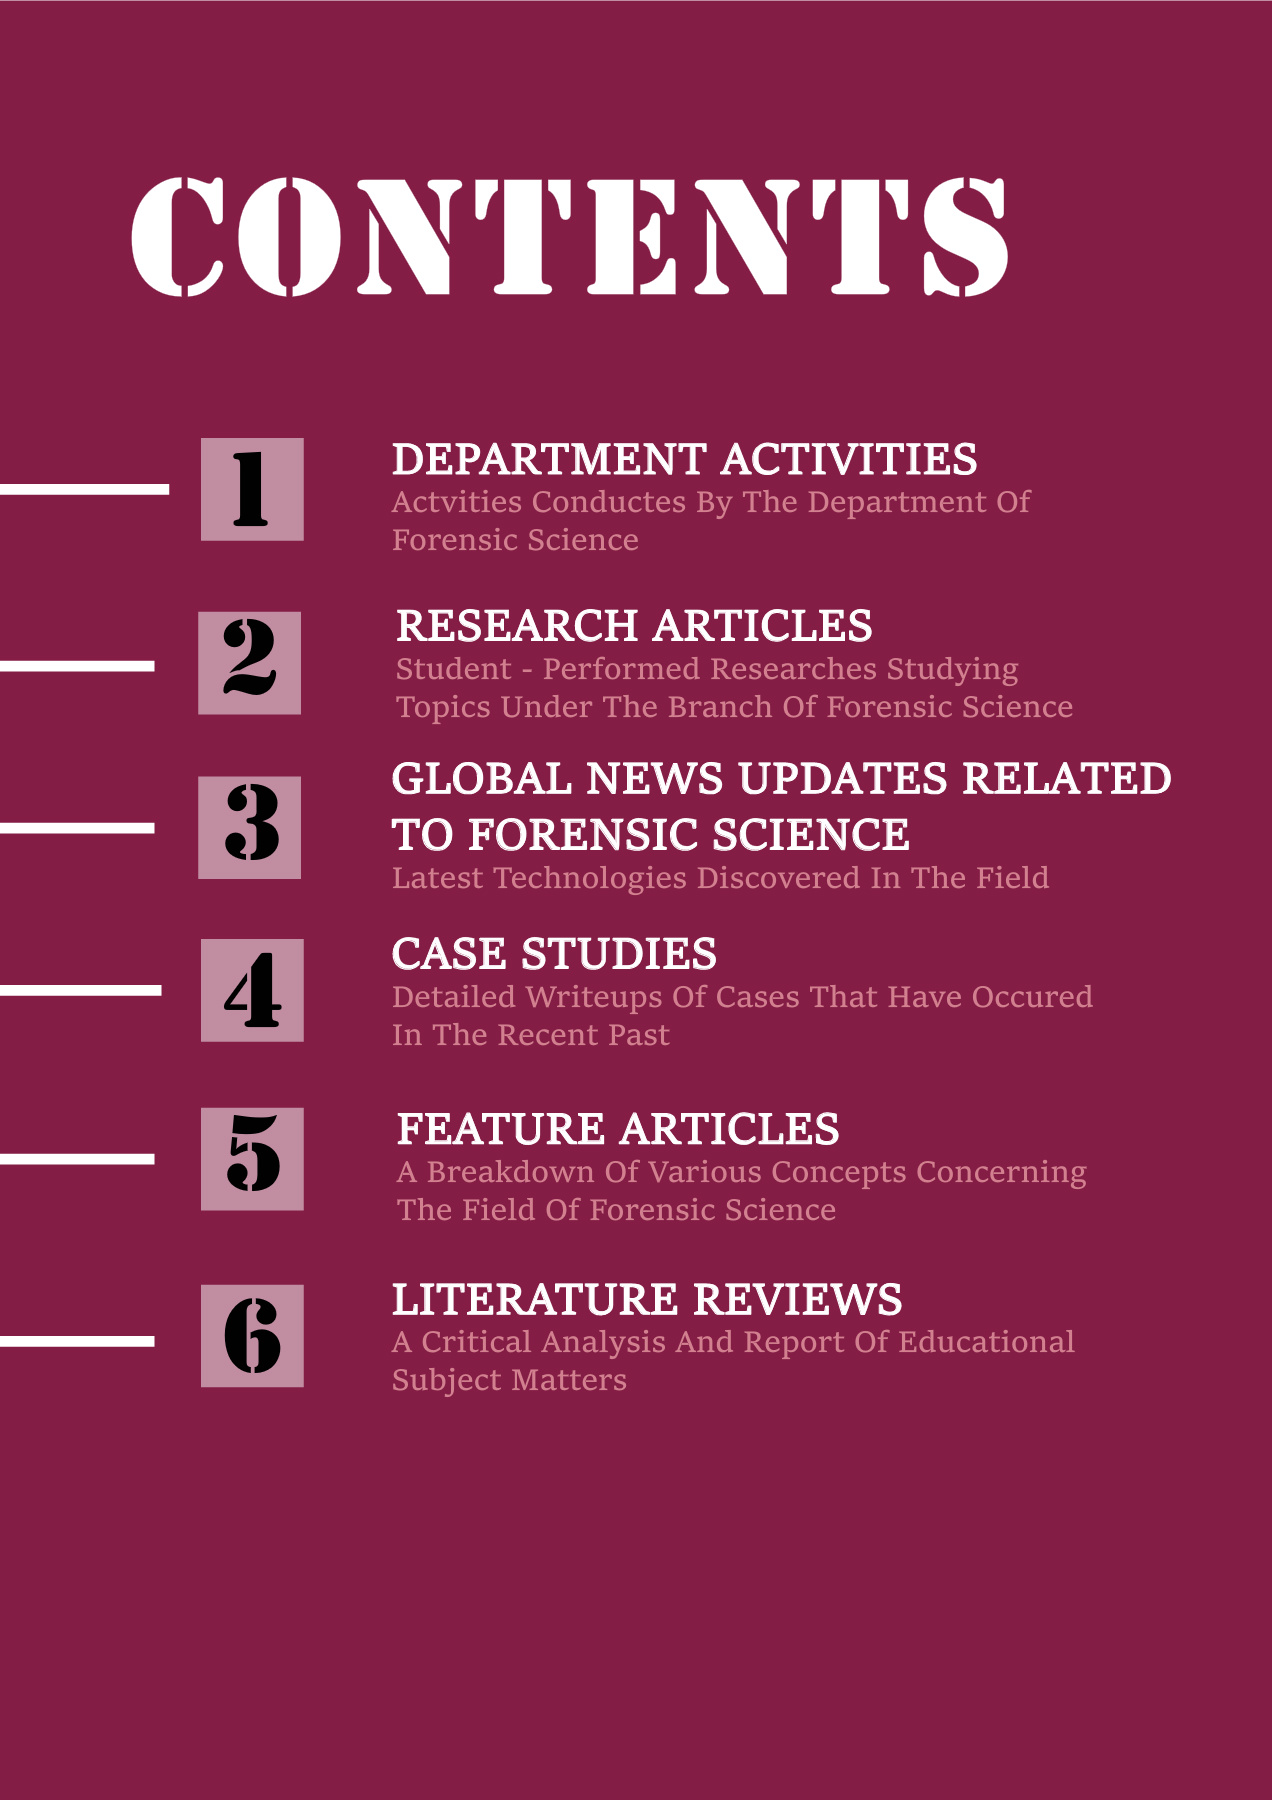 CONTENTS
1
DEPARTMENT ACTIVITIES
Actvities Conductes By The Department Of
Forensic Science
2
RESEARCH ARTICLES
Student - Performed Researches Studying
Topics Under The Branch Of Forensic Science
3
GLOBAL NEWS UPDATES RELATED
TO FORENSIC SCIENCE
Latest Technologies Discovered In The Field
4
CASE STUDIES
Detailed Writeups Of Cases That Have Occured
In The Recent Past
5
FEATURE ARTICLES
A Breakdown Of Various Concepts Concerning
The Field Of Forensic Science
6
LITERATURE REVIEWS
A Critical Analysis And Report Of Educational
Subject Matters